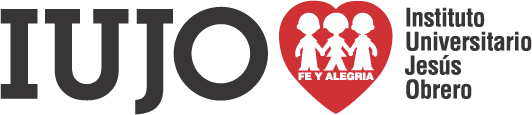 IUJO
FE Y ALEGRIA
Instituto
Universitario
Jesús
Obrero